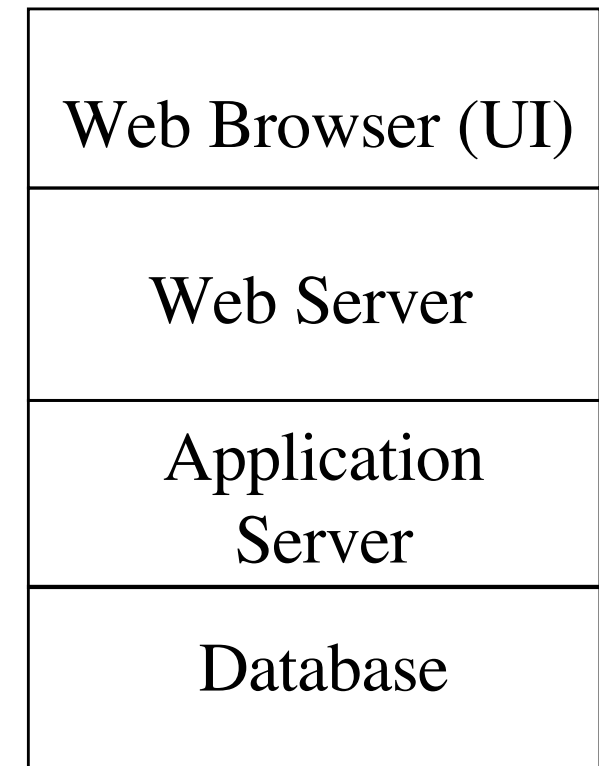 Web Browser (UI)
Web Server
Application
Server
Database